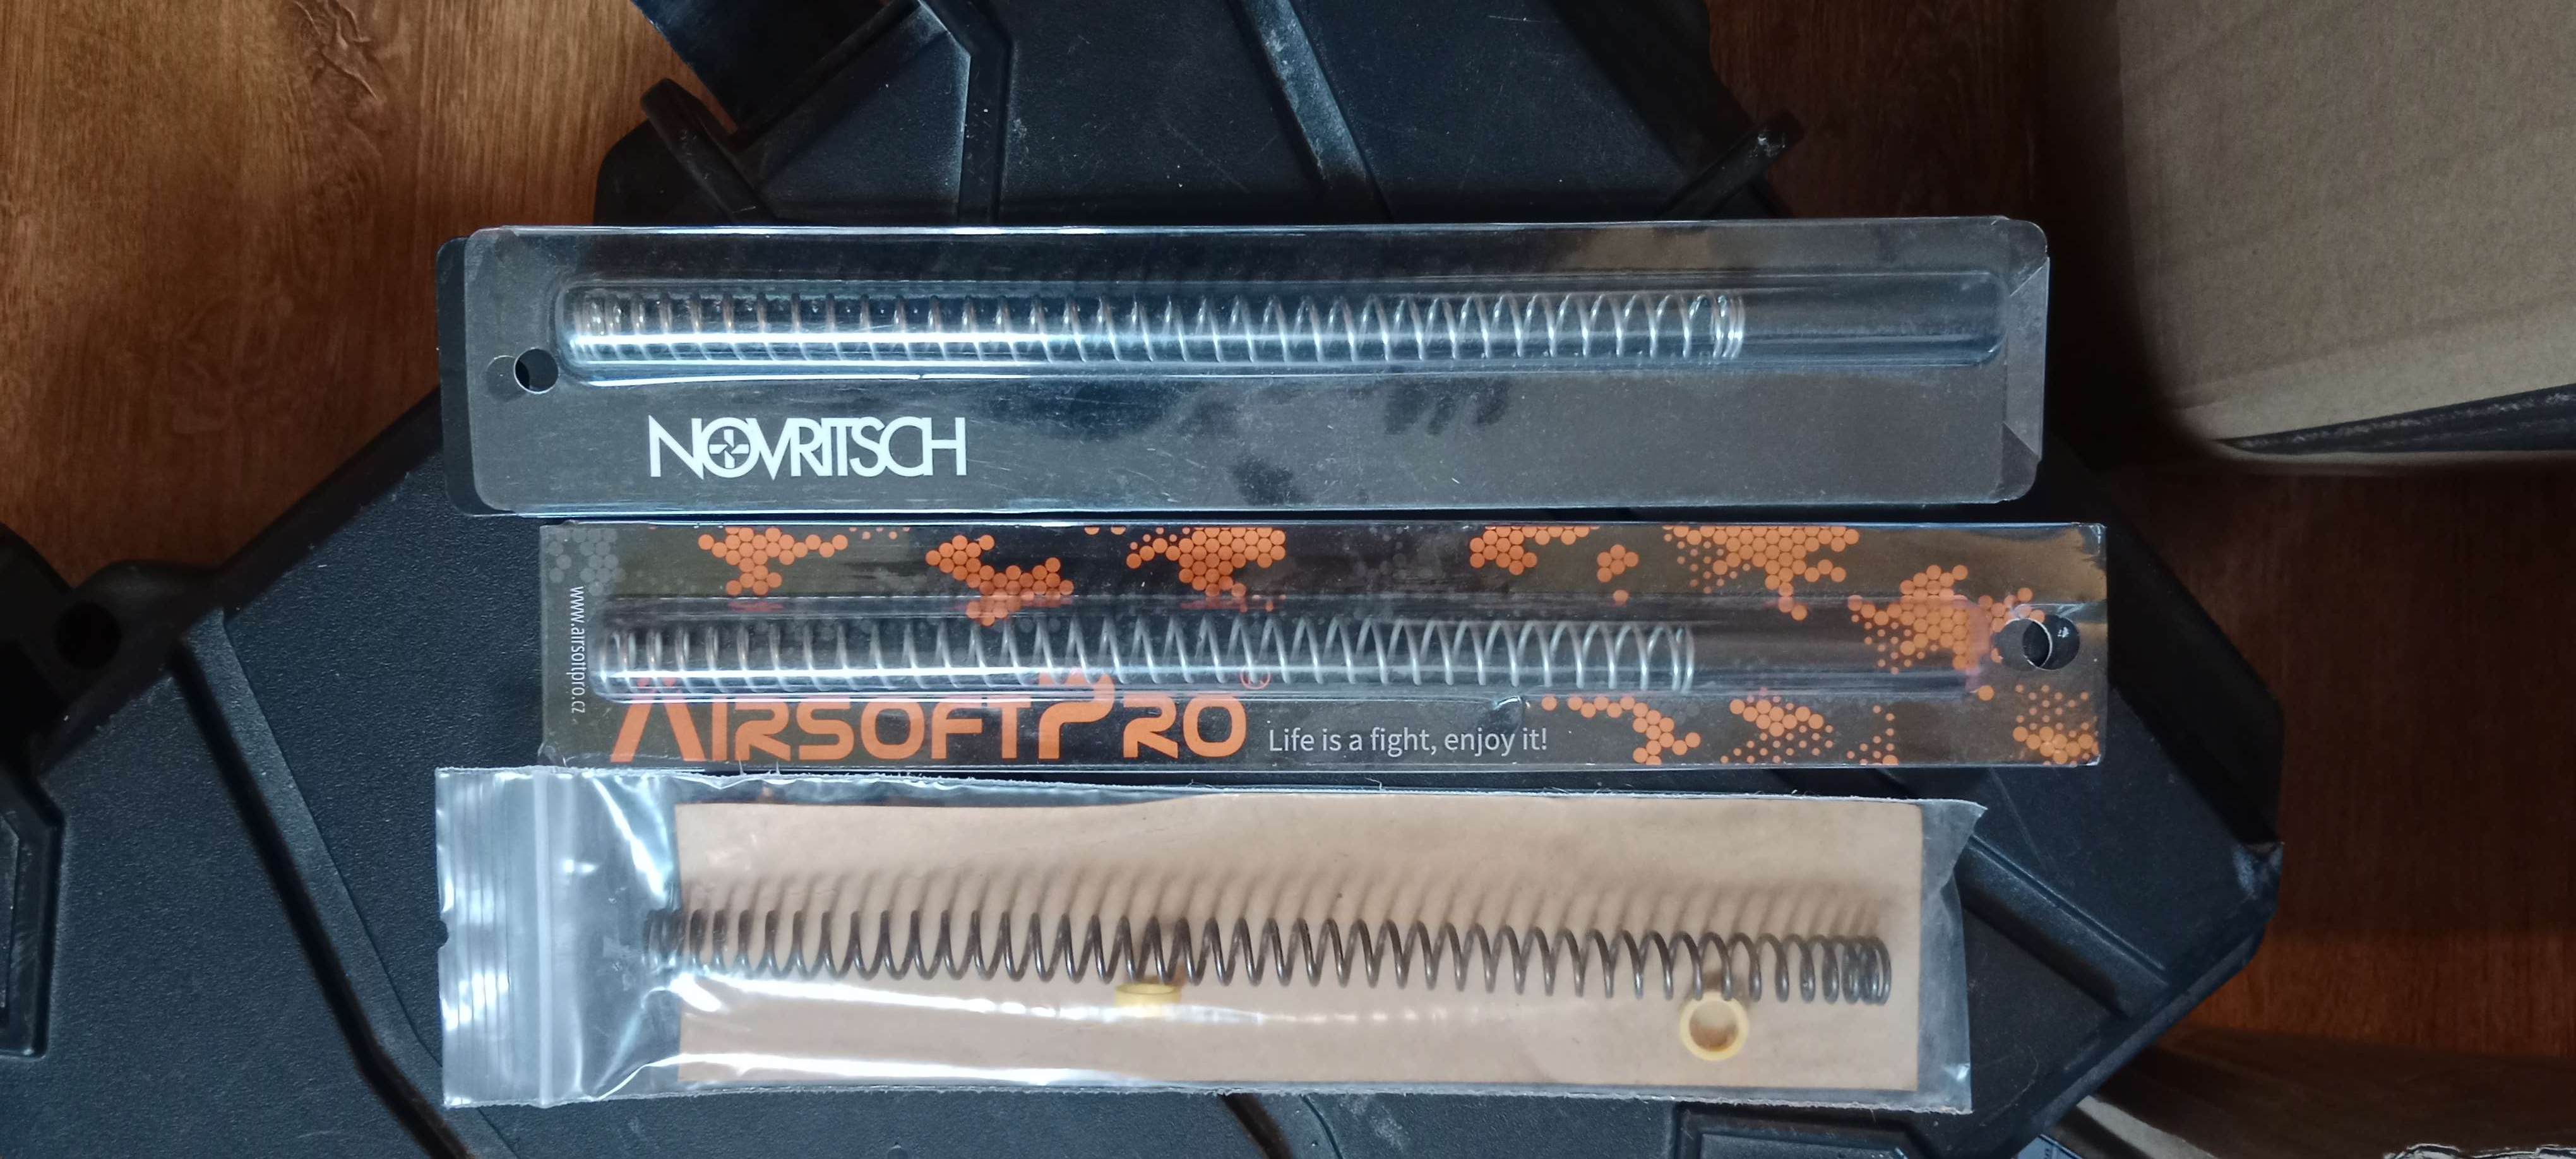 NOVRITSCH
www.airsoftpro.cz
AIRSOFTPRO®
Life is a fight, enjoy it!